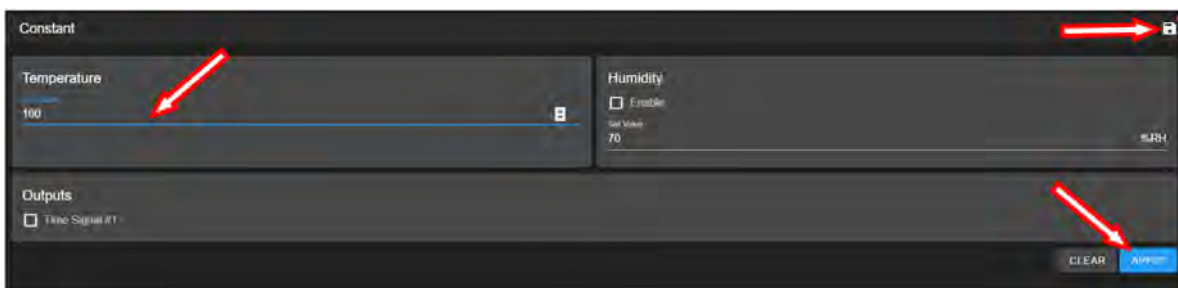 Constant
Temperature
100
Humidity
Enable
Set Value
70 %RH
Outputs
Time Signal #1
CLEAR APPLY